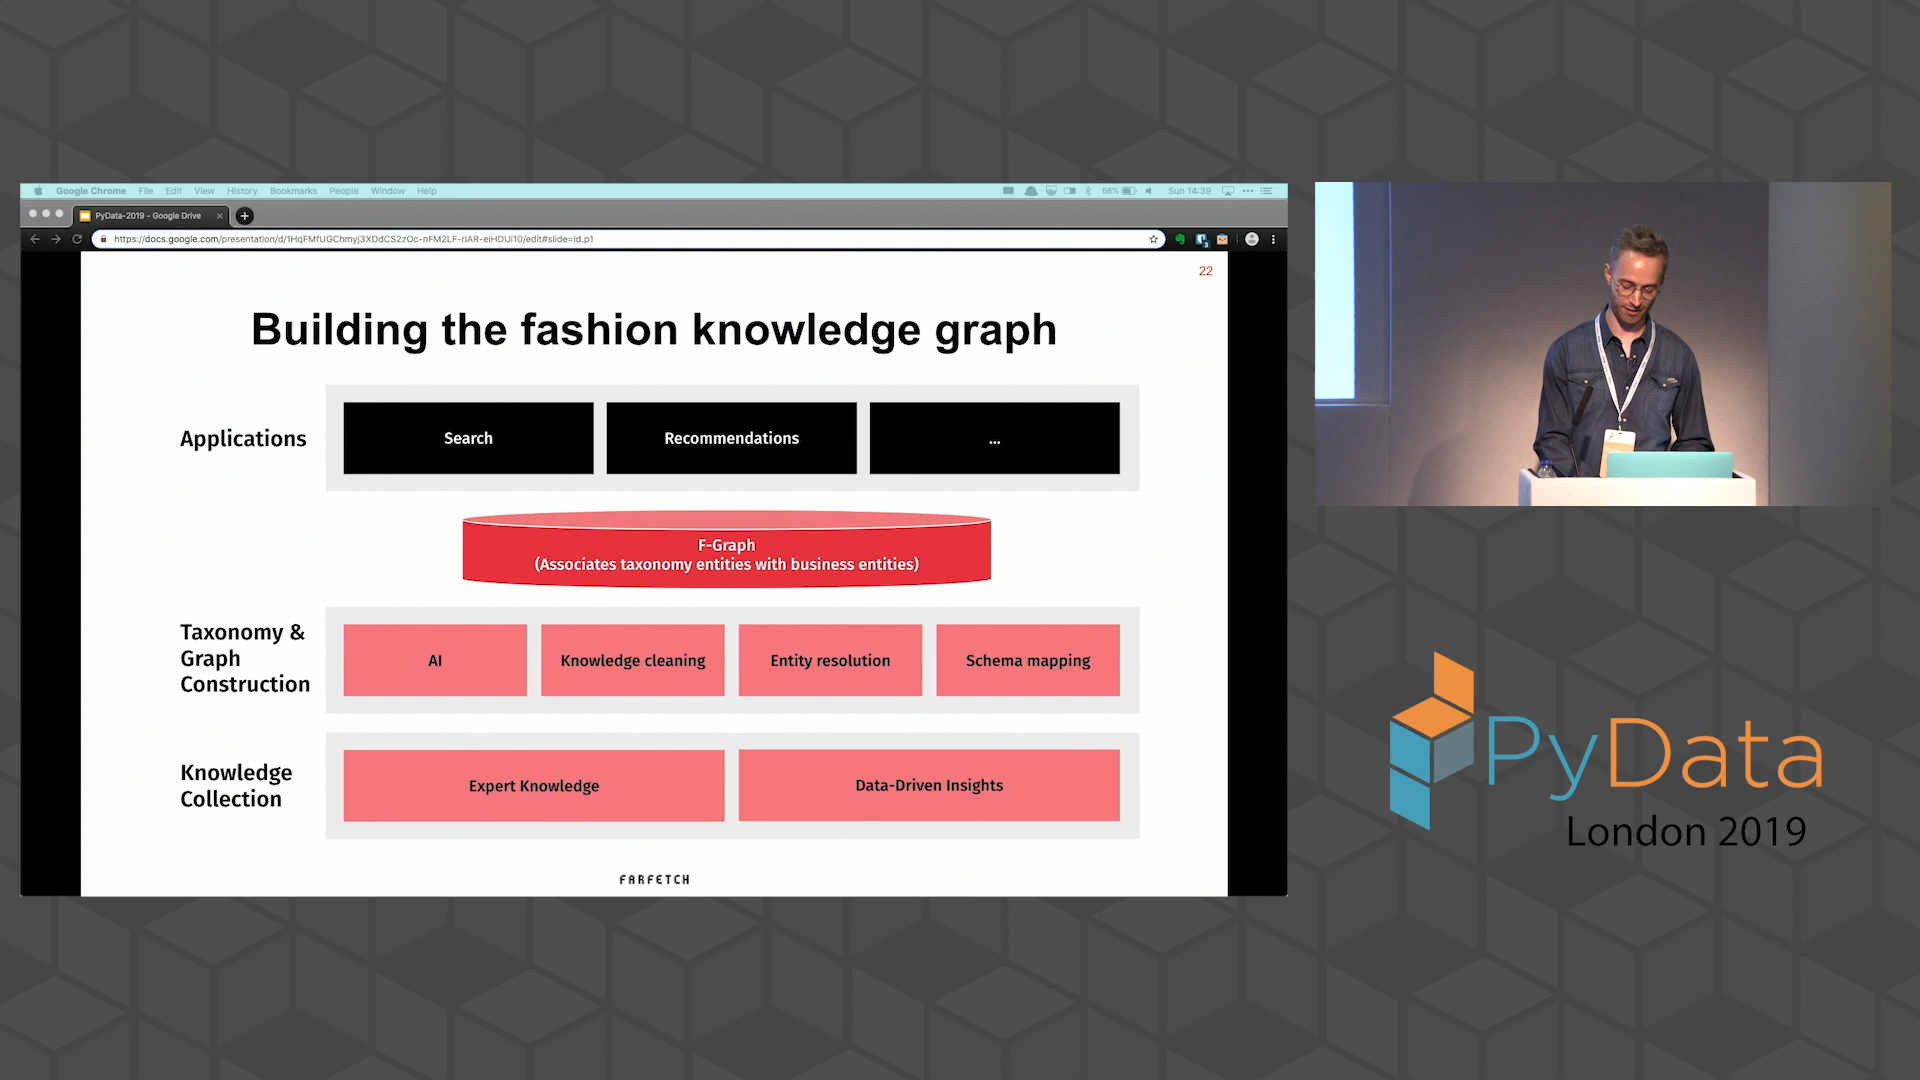 Google Chrome File Edit View History Bookmarks People Window Help
68% Sun 14:39
PyData-2019 - Google Drive
https://docs.google.com/presentation/d/1HqFMfUGChmyj3XDdCS2zOc-nFM2LF-riAR-eiHDUi10/edit#slide=id.p1
22
Building the fashion knowledge graph
Applications
Search
Recommendations
...
F-Graph
(Associates taxonomy entities with business entities)
Taxonomy &
Graph
Construction
AI
Knowledge cleaning
Entity resolution
Schema mapping
Knowledge
Collection
Expert Knowledge
Data-Driven Insights
FARFETCH
PyData
London 2019